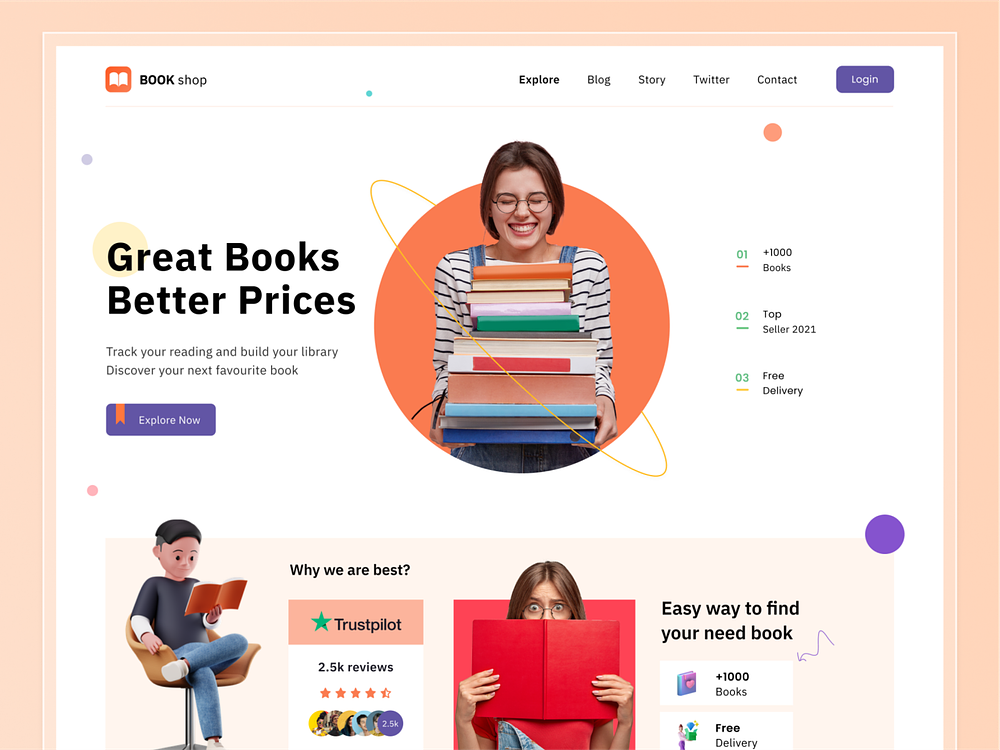 BOOK shop
Explore Blog Story Twitter Contact Login
Great Books
Better Prices
Track your reading and build your library
Discover your next favourite book
Explore Now
01 +1000
Books
02 Top
Seller 2021
03 Free
Delivery
Why we are best?
Trustpilot
2.5k reviews
2.5k
Easy way to find
your need book
+1000
Books
Free
Delivery